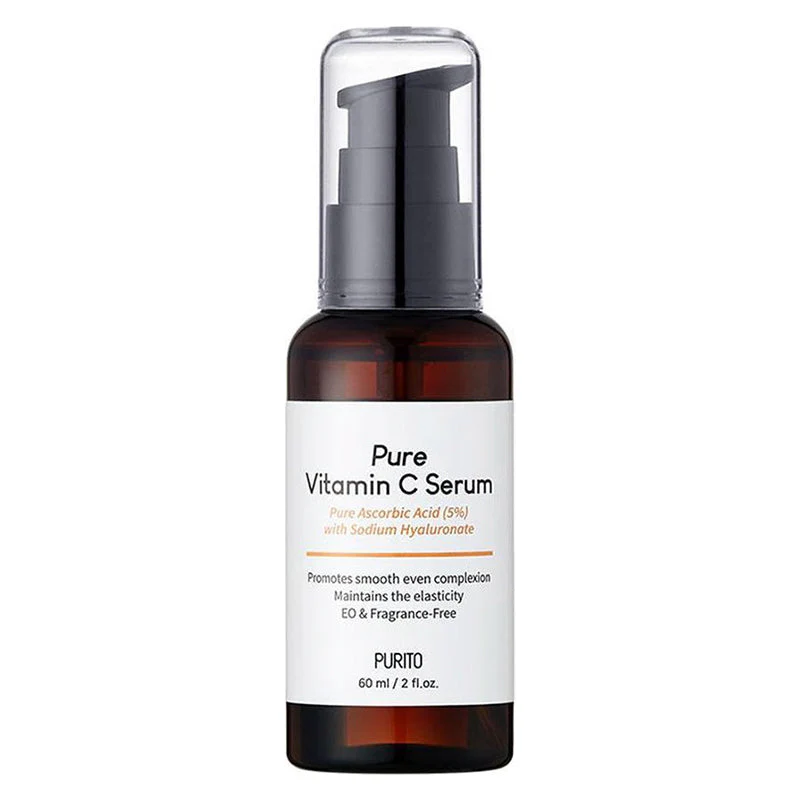 Pure
Vitamin C Serum
Pure Ascorbic Acid (5%)
with Sodium Hyaluronate
Promotes smooth even complexion
Maintains the elasticity
EO & Fragrance-Free
PURITO
60 ml / 2 fl.oz.